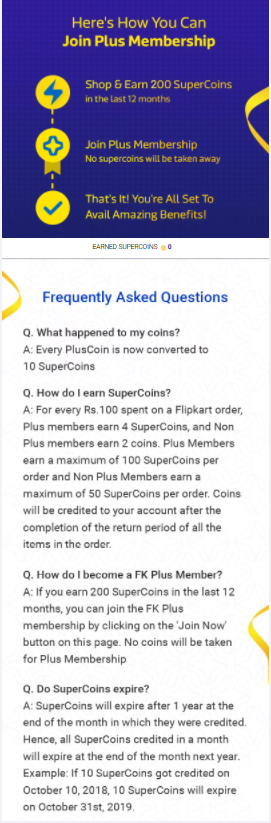 Here's How You Can
Join Plus Membership
Shop & Earn 200 SuperCoins
in the last 12 months
Join Plus Membership
No supercoins will be taken away
That's It! You're All Set To
Avail Amazing Benefits!
EARNED SUPERCOINS 0
Frequently Asked Questions
Q. What happened to my coins?
A: Every PlusCoin is now converted to
10 SuperCoins
Q. How do I earn SuperCoins?
A: For every Rs.100 spent on a Flipkart order,
Plus members earn 4 SuperCoins, and Non
Plus members earn 2 coins. Plus Members
earn a maximum of 100 SuperCoins per
order and Non Plus Members earn a
maximum of 50 SuperCoins per order. Coins
will be credited to your account after the
completion of the return period of all the
items in the order.
Q. How do I become a FK Plus Member?
A: If you earn 200 SuperCoins in the last 12
months, you can join the FK Plus
membership by clicking on the 'Join Now'
button on this page. No coins will be taken
for Plus Membership
Q. Do SuperCoins expire?
A: SuperCoins will expire after 1 year at the
end of the month in which they were credited.
Hence, all SuperCoins credited in a month
will expire at the end of the month next year.
Example: If 10 SuperCoins got credited on
October 10, 2018, 10 SuperCoins will expire
on October 31st, 2019.